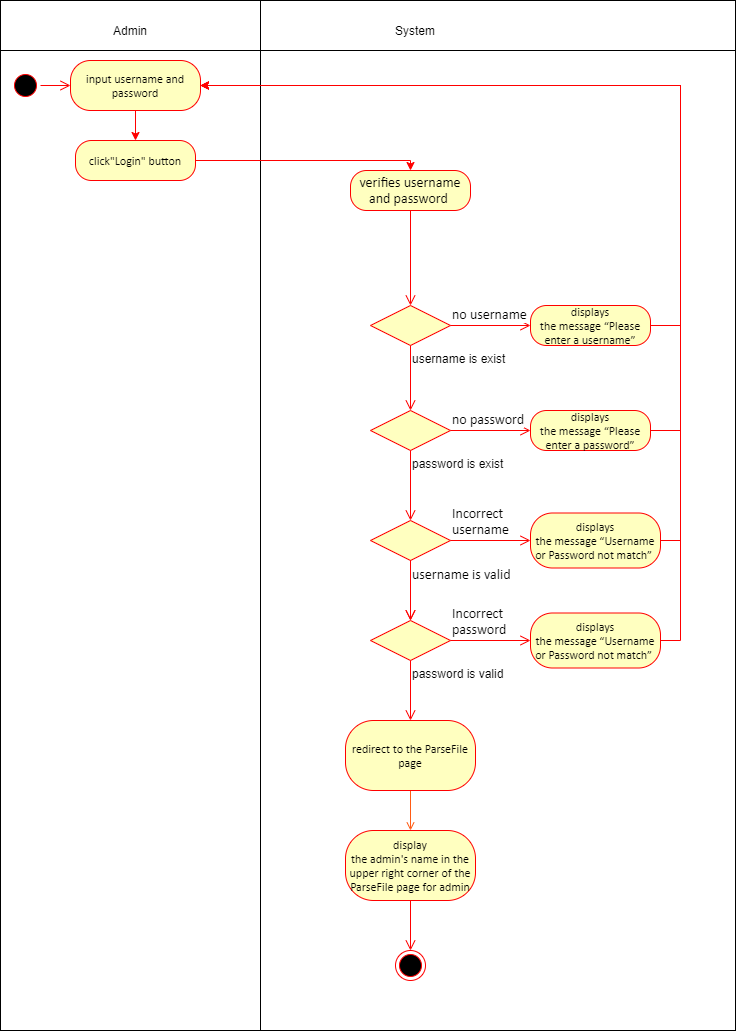 Admin
System
input username and
password
click"Login" button
verifies username
and password
no username
displays
the message “Please
enter a username”
username is exist
no password
displays
the message “Please
enter a password”
password is exist
Incorrect
username
displays
the message “Username
or Password not match”
username is valid
Incorrect
password
displays
the message “Username
or Password not match”
password is valid
redirect to the ParseFile
page
display
the admin's name in the
upper right corner of the
ParseFile page for admin